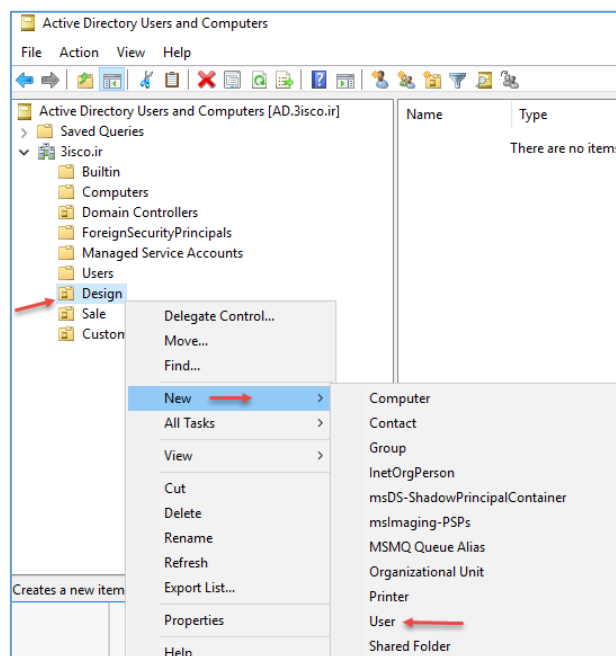 Active Directory Users and Computers
File Action View Help
Active Directory Users and Computers [AD.3isco.ir]
Saved Queries
3isco.ir
Builtin
Computers
Domain Controllers
ForeignSecurityPrincipals
Managed Service Accounts
Users
Design
Sale
Custom
Name Type
There are no items
Delegate Control...
Move...
Find...
New
All Tasks
View
Cut
Delete
Rename
Refresh
Export List...
Properties
Help
Computer
Contact
Group
InetOrgPerson
msDS-ShadowPrincipalContainer
msImaging-PSPs
MSMQ Queue Alias
Organizational Unit
Printer
User
Shared Folder
Creates a new item